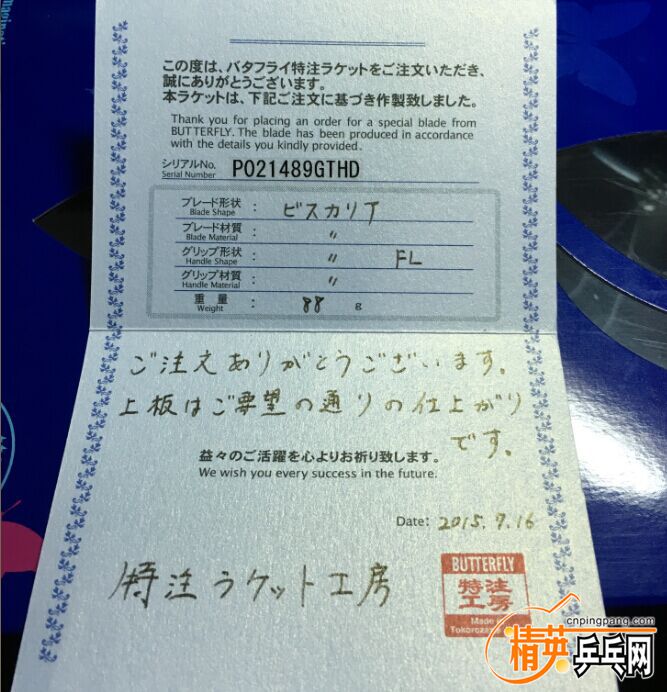 この度は、バタフライ特注ラケットをご注文いただき、
誠にありがとうございます。
本ラケットは、下記ご注文に基づき作製致しました。
Thank you for placing an order for a special blade from
BUTTERFLY. The blade has been produced in accordance
with the details you kindly provided.
シリアルNo. P021489GTHD
Serial Number
ブレード形状 : ビスカリア
Blade Shape
ブレード材質 : 〃
Blade Material
グリップ形状 : 〃 FL
Handle Shape
グリップ材質 : 〃
Handle Material
重量 : 88 g
Weight
ご注文ありがとうございます。
上板はご要望の通りの仕上がり
です。
益々のご活躍を心よりお祈り致します。
We wish you every success in the future.
Date: 2015.7.16
特注ラケット工房
BUTTERFLY
特注
工房
Made
Tokoroza
cnpingpang.com
精英乒乓网